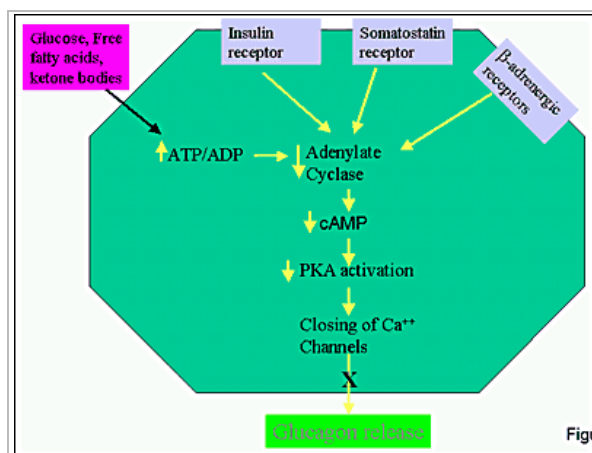 Glucose, Free
fatty acids,
ketone bodies
Insulin
receptor
Somatostatin
receptor
β-adrenergic
receptors
ATP/ADP
Adenylate
Cyclase
cAMP
PKA activation
Closing of Ca⁺⁺
Channels
X
Glucagon release
Figu